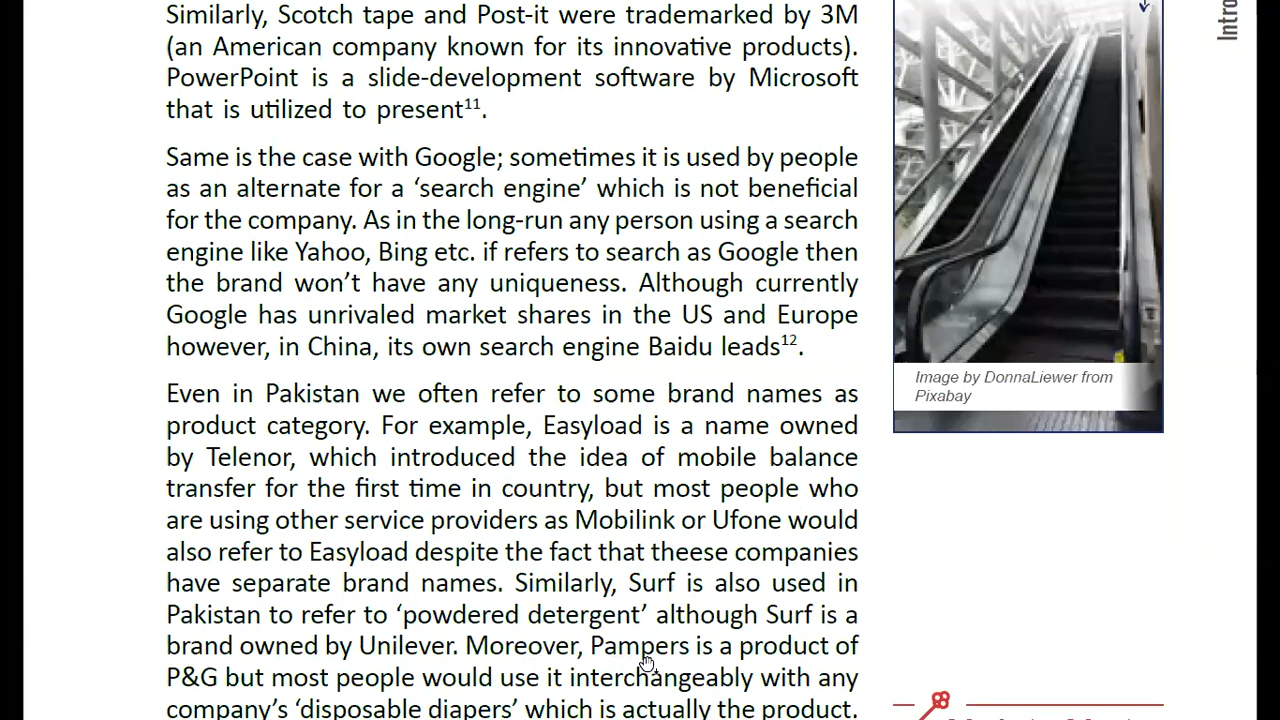 Similarly, Scotch tape and Post-it were trademarked by 3M
(an American company known for its innovative products).
PowerPoint is a slide-development software by Microsoft
that is utilized to present11.
Same is the case with Google; sometimes it is used by people
as an alternate for a ‘search engine’ which is not beneficial
for the company. As in the long-run any person using a search
engine like Yahoo, Bing etc. if refers to search as Google then
the brand won’t have any uniqueness. Although currently
Google has unrivaled market shares in the US and Europe
however, in China, its own search engine Baidu leads12.
Even in Pakistan we often refer to some brand names as
product category. For example, Easyload is a name owned
by Telenor, which introduced the idea of mobile balance
transfer for the first time in country, but most people who
are using other service providers as Mobilink or Ufone would
also refer to Easyload despite the fact that theese companies
have separate brand names. Similarly, Surf is also used in
Pakistan to refer to ‘powdered detergent’ although Surf is a
brand owned by Unilever. Moreover, Pampers is a product of
P&G but most people would use it interchangeably with any
company’s ‘disposable diapers’ which is actually the product.
Image by DonnaLiewer from
Pixabay
Intro